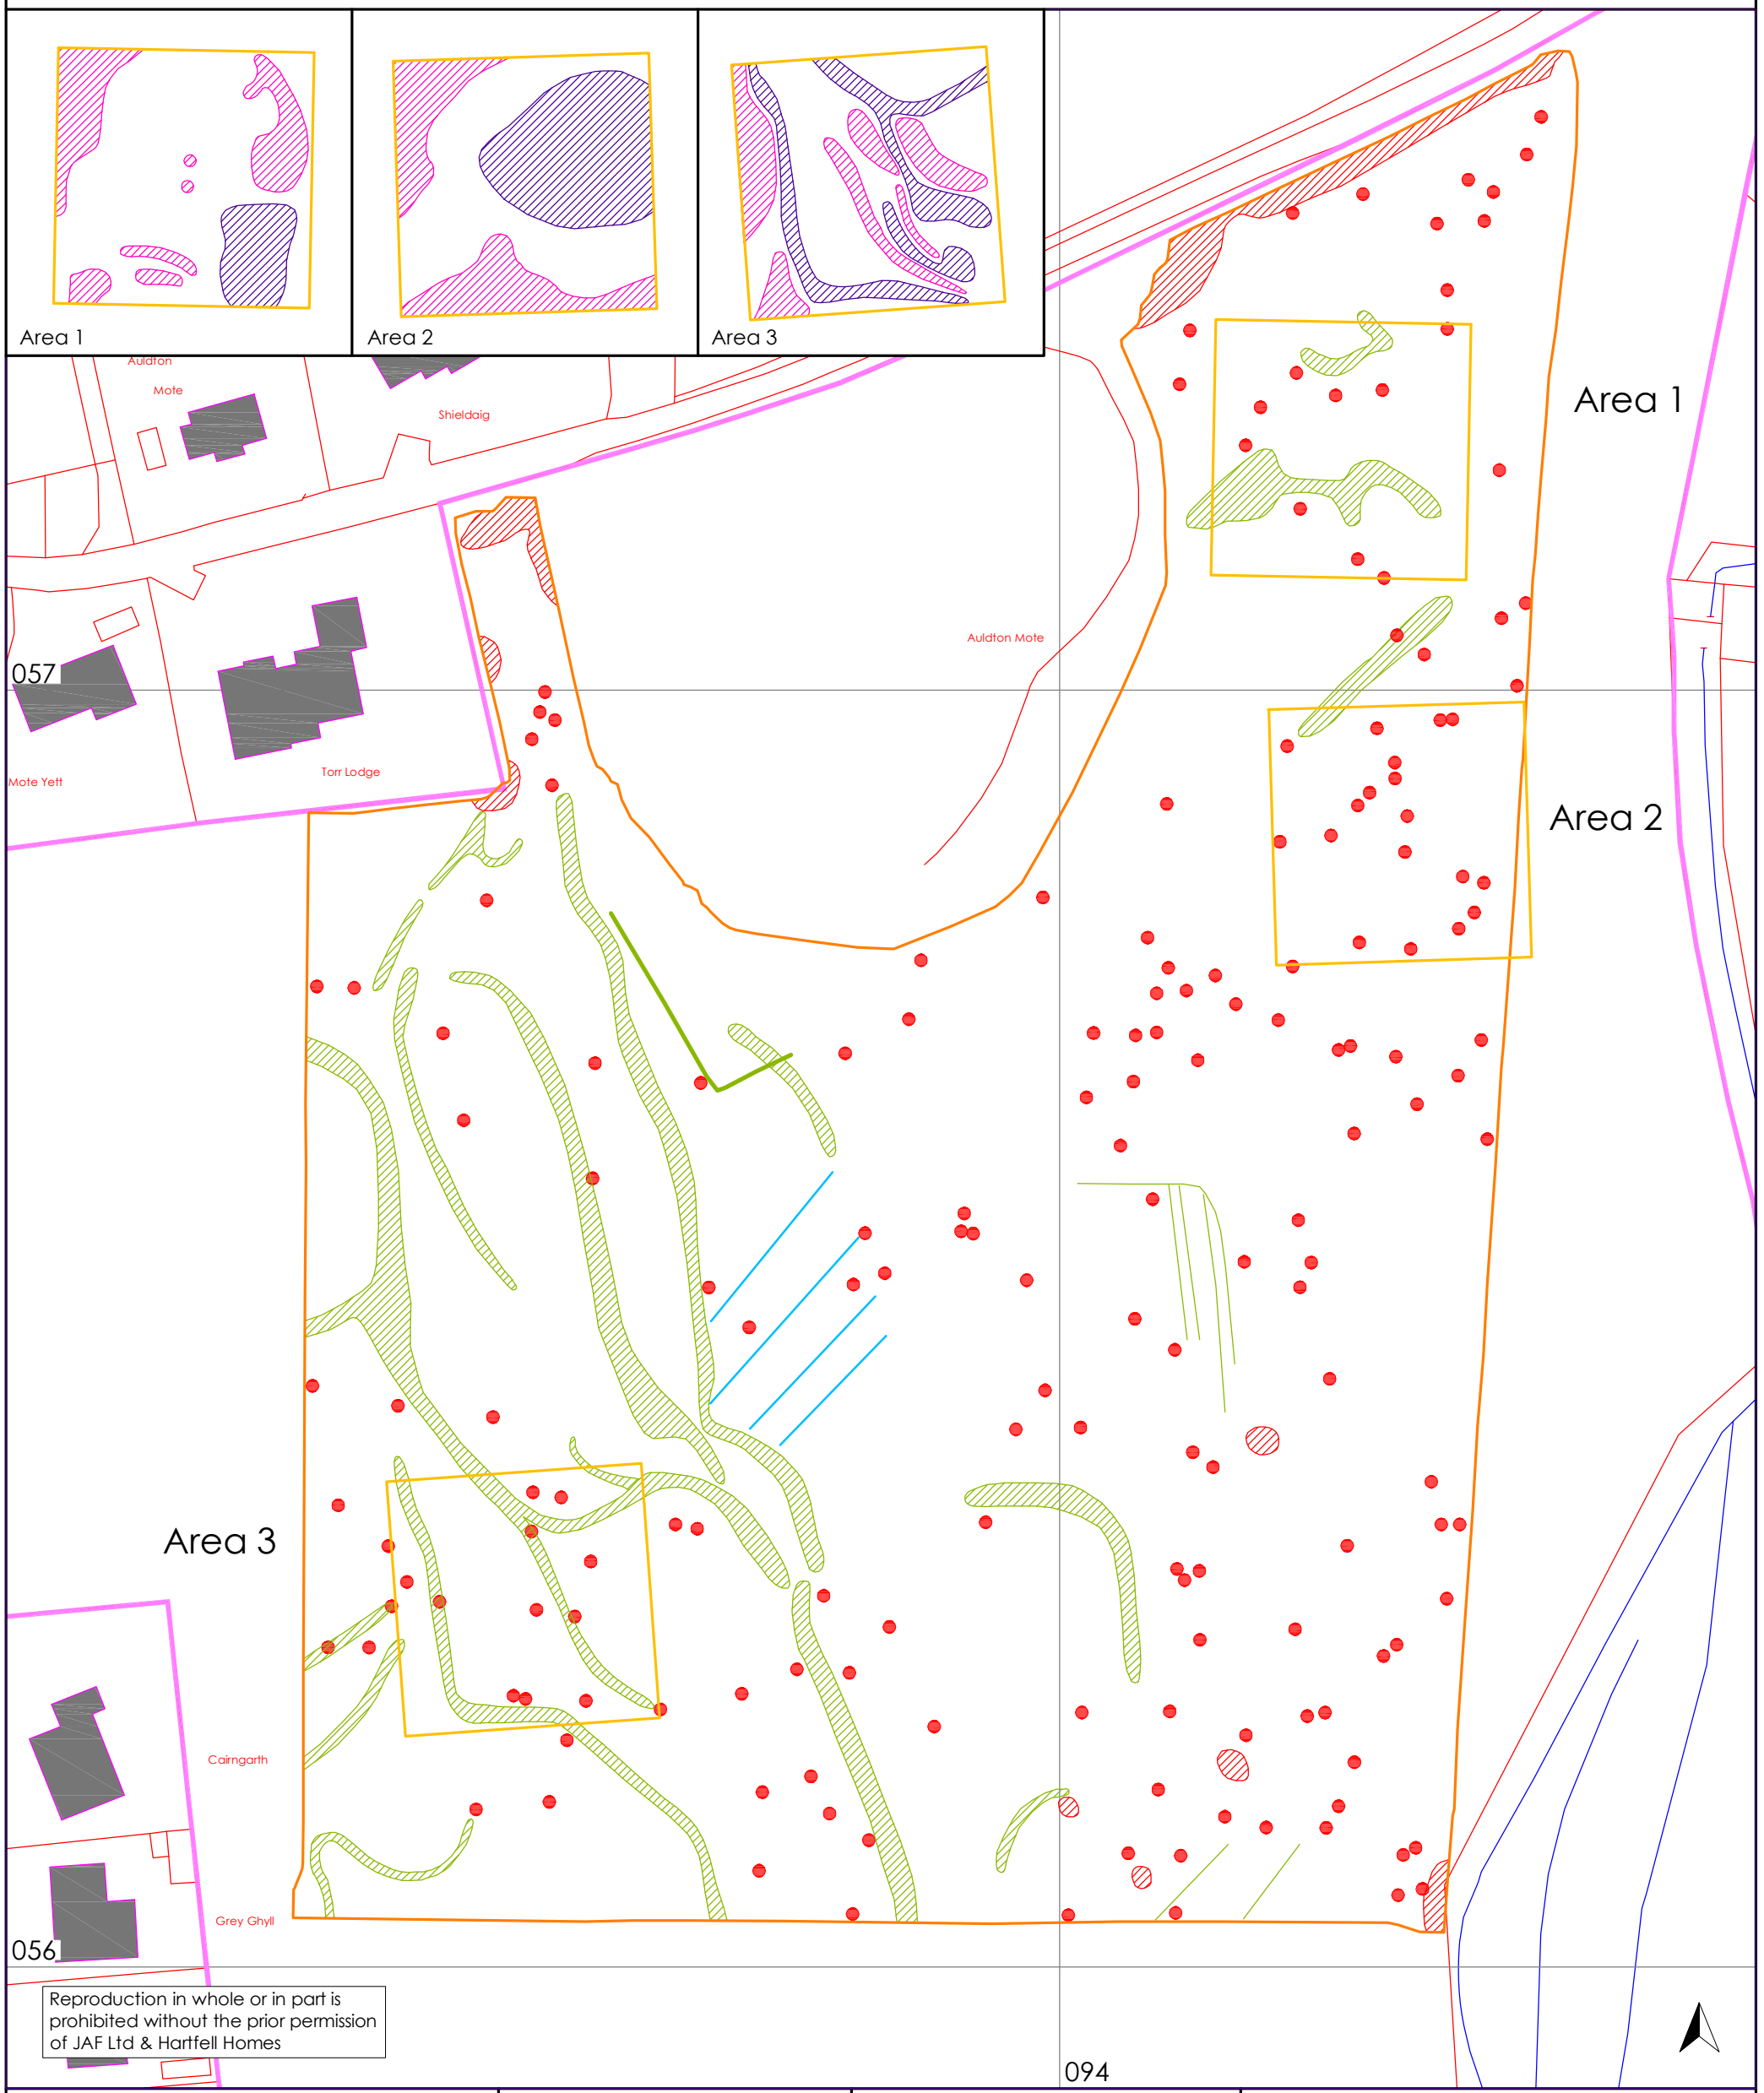 Area 1
Area 2
Area 3
Auldton
Mote
Shieldaig
Area 1
Auldton Mote
057
Torr Lodge
Mote Yett
Area 2
Area 3
Cairngarth
Grey Ghyll
056
Reproduction in whole or in part is
prohibited without the prior permission
of JAF Ltd & Hartfell Homes
094